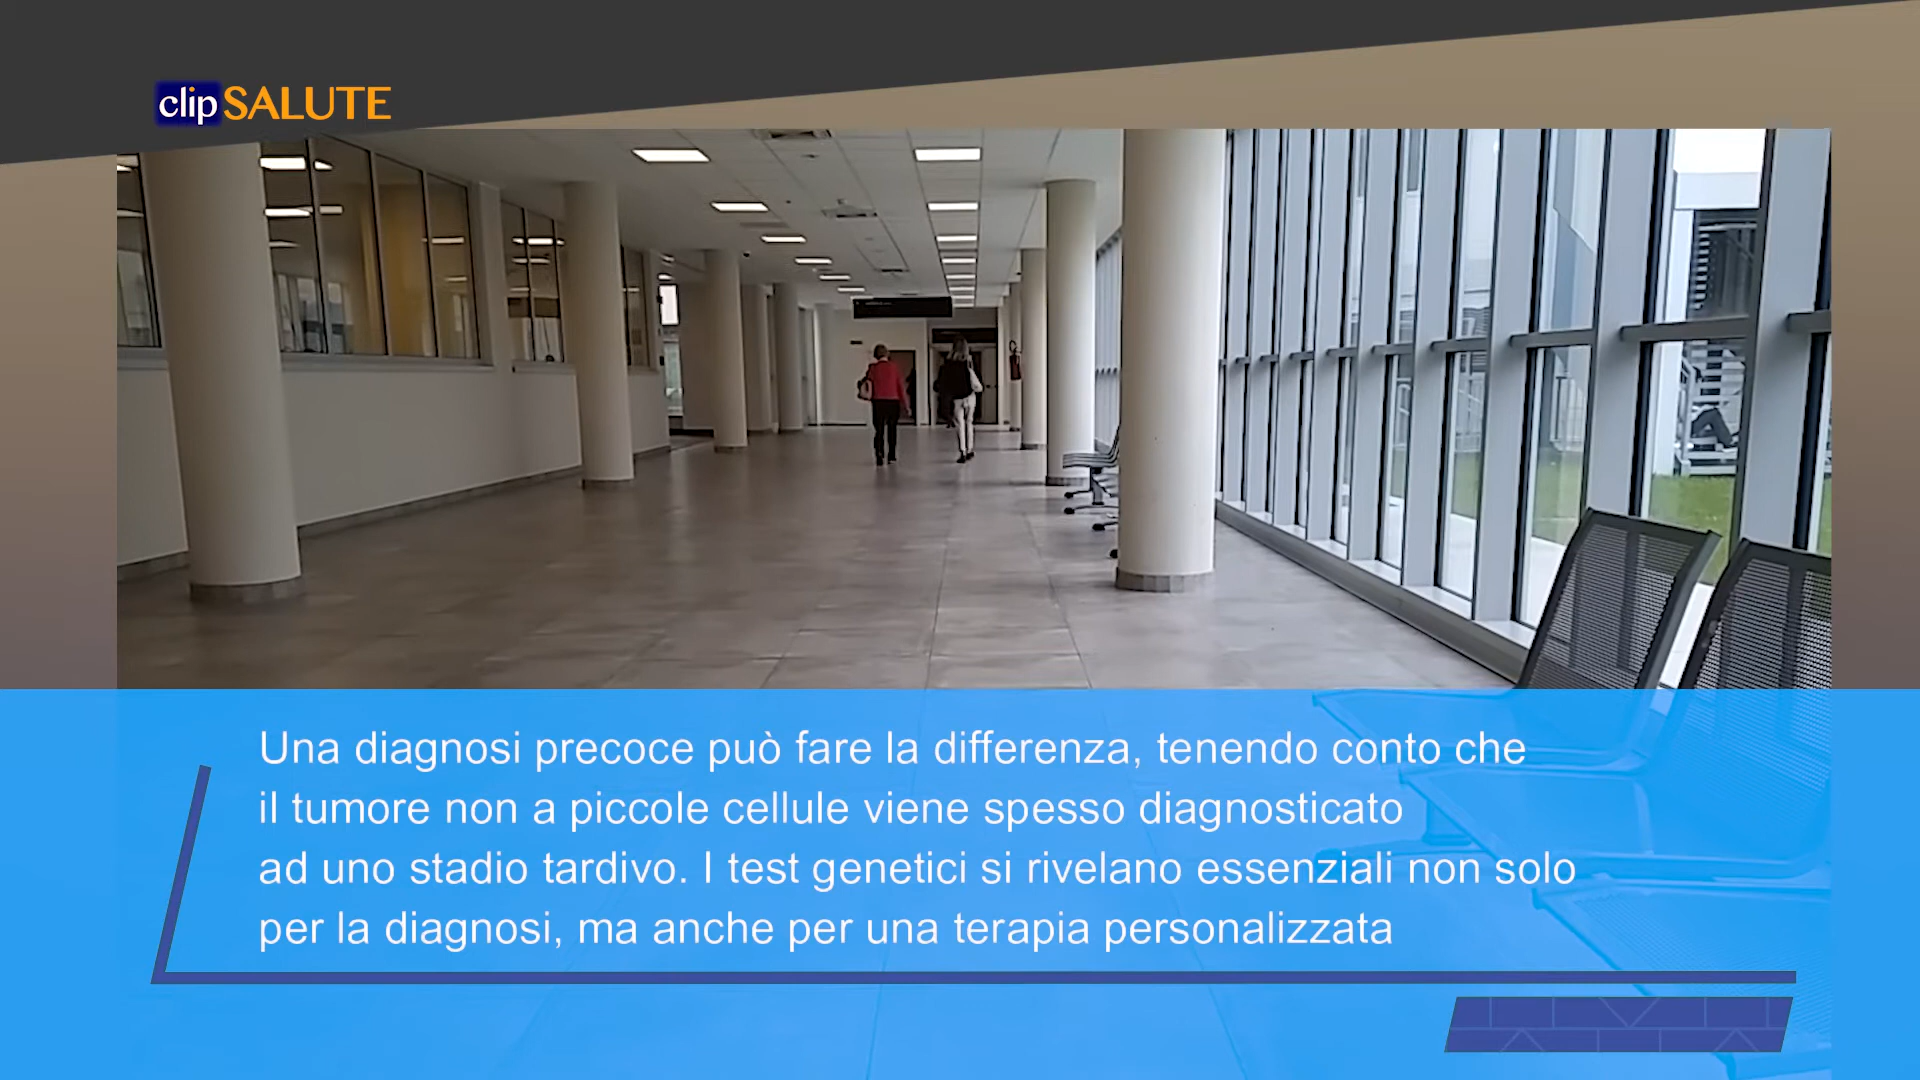 clip SALUTE
Una diagnosi precoce può fare la differenza, tenendo conto che
il tumore non a piccole cellule viene spesso diagnosticato
ad uno stadio tardivo. I test genetici si rivelano essenziali non solo
per la diagnosi, ma anche per una terapia personalizzata